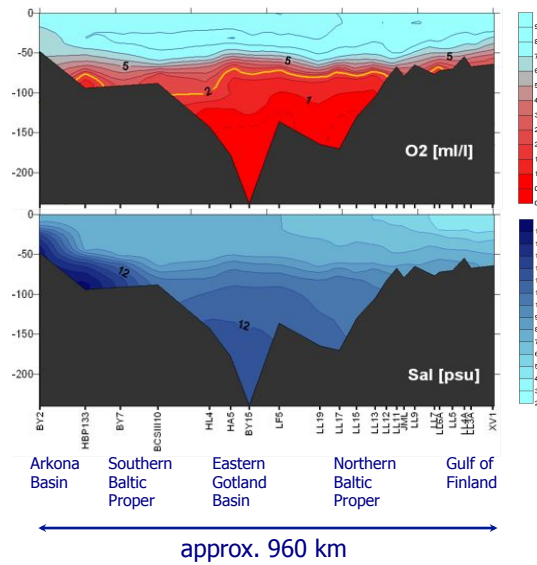 0
-50
-100
-150
-200
5
2
1
5
O2 [ml/l]
0
-50
-100
-150
-200
12
12
Sal [psu]
BY2
HBP133
BY7
BCSIII10
HL4
HA5
BY15
LF5
LL19
LL17
LL15
LL13
LL12
LL11
JML
LL9
LL7
LL6A
LL5
LL4A
LL3A
XV1
Arkona
Basin
Southern
Baltic
Proper
Eastern
Gotland
Basin
Northern
Baltic
Proper
Gulf of
Finland
approx. 960 km